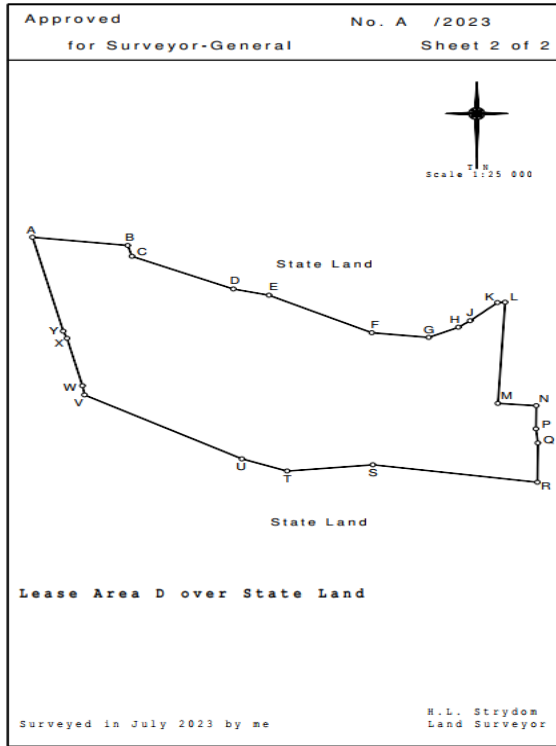 Approved No. A /2023
for Surveyor-General Sheet 2 of 2
T N
Scale 1:25 000
A
B
C
State Land
D
E
K L
J
H
F
G
Y
X
W
V
M
N
P
Q
U
T
S
R
State Land
Lease Area D over State Land
H.L. Strydom
Surveyed in July 2023 by me Land Surveyor